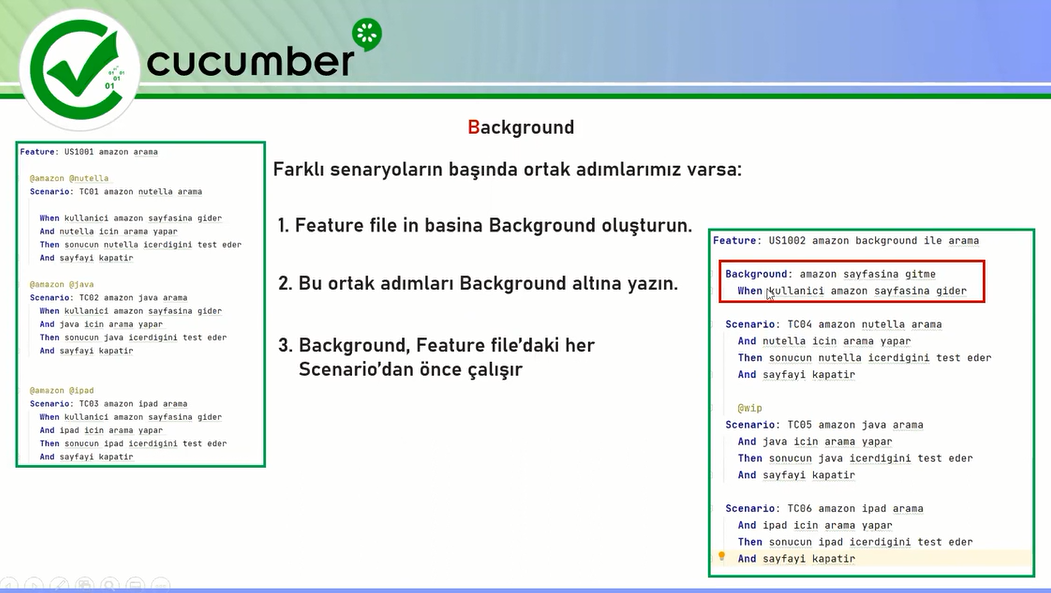 cucumber
01 01
01
01
Background
Farklı senaryoların başında ortak adımlarımız varsa:
1. Feature file in basina Background oluşturun.
2. Bu ortak adımları Background altına yazın.
3. Background, Feature file'daki her
Scenario'dan önce çalışır
Feature: US1001 amazon arama
@amazon @nutella
Scenario: TC01 amazon nutella arama
When kullanici amazon sayfasina gider
And nutella icin arama yapar
Then sonucun nutella icerdigini test eder
And sayfayi kapatir
@amazon @java
Scenario: TC02 amazon java arama
When kullanici amazon sayfasina gider
And java icin arama yapar
Then sonucun java icerdigini test eder
And sayfayi kapatir
@amazon @ipad
Scenario: TC03 amazon ipad arama
When kullanici amazon sayfasina gider
And ipad icin arama yapar
Then sonucun ipad icerdigini test eder
And sayfayi kapatir
Feature: US1002 amazon background ile arama
Background: amazon sayfasina gitme
When kullanici amazon sayfasina gider
Scenario: TC04 amazon nutella arama
And nutella icin arama yapar
Then sonucun nutella icerdigini test eder
And sayfayi kapatir
@wip
Scenario: TC05 amazon java arama
And java icin arama yapar
Then sonucun java icerdigini test eder
And sayfayi kapatir
Scenario: TC06 amazon ipad arama
And ipad icin arama yapar
Then sonucun ipad icerdigini test eder
And sayfayi kapatir